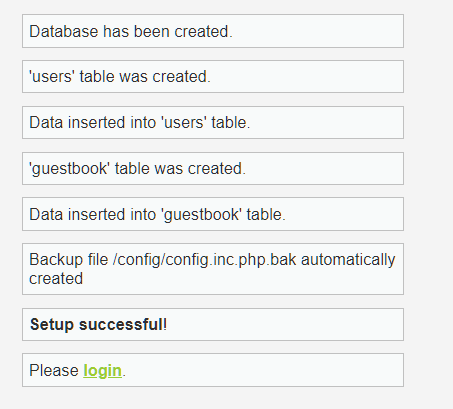 Database has been created.
'users' table was created.
Data inserted into 'users' table.
'guestbook' table was created.
Data inserted into 'guestbook' table.
Backup file /config/config.inc.php.bak automatically
created
Setup successful!
Please login.